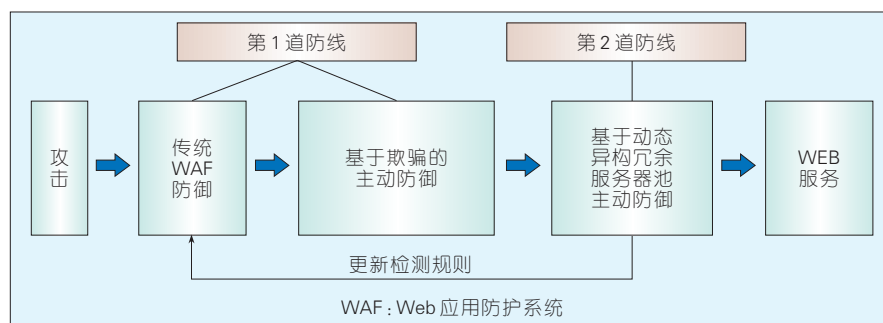 第1道防线
第2道防线
攻
击
传统
WAF
防御
基于欺骗的
主动防御
基于动态
异构冗余
服务器池
主动防御
WEB
服务
更新检测规则
WAF:Web应用防护系统